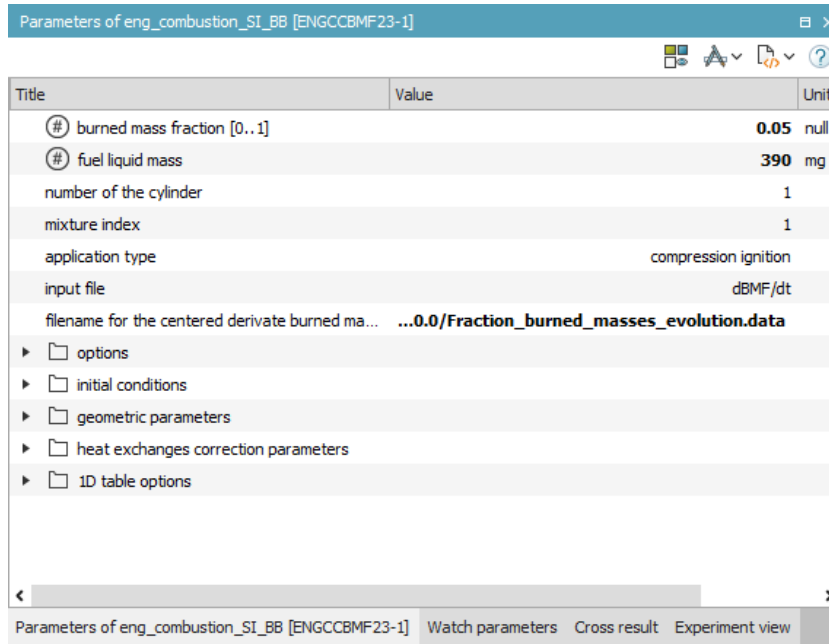 Parameters of eng_combustion_SI_BB [ENGCCBMF23-1]
Title Value Unit
# burned mass fraction [0..1] 0.05 null
# fuel liquid mass 390 mg
number of the cylinder 1
mixture index 1
application type compression ignition
input file dBMF/dt
filename for the centered derivate burned ma... ...0.0/Fraction_burned_masses_evolution.data
options
initial conditions
geometric parameters
heat exchanges correction parameters
1D table options
Parameters of eng_combustion_SI_BB [ENGCCBMF23-1] Watch parameters Cross result Experiment view